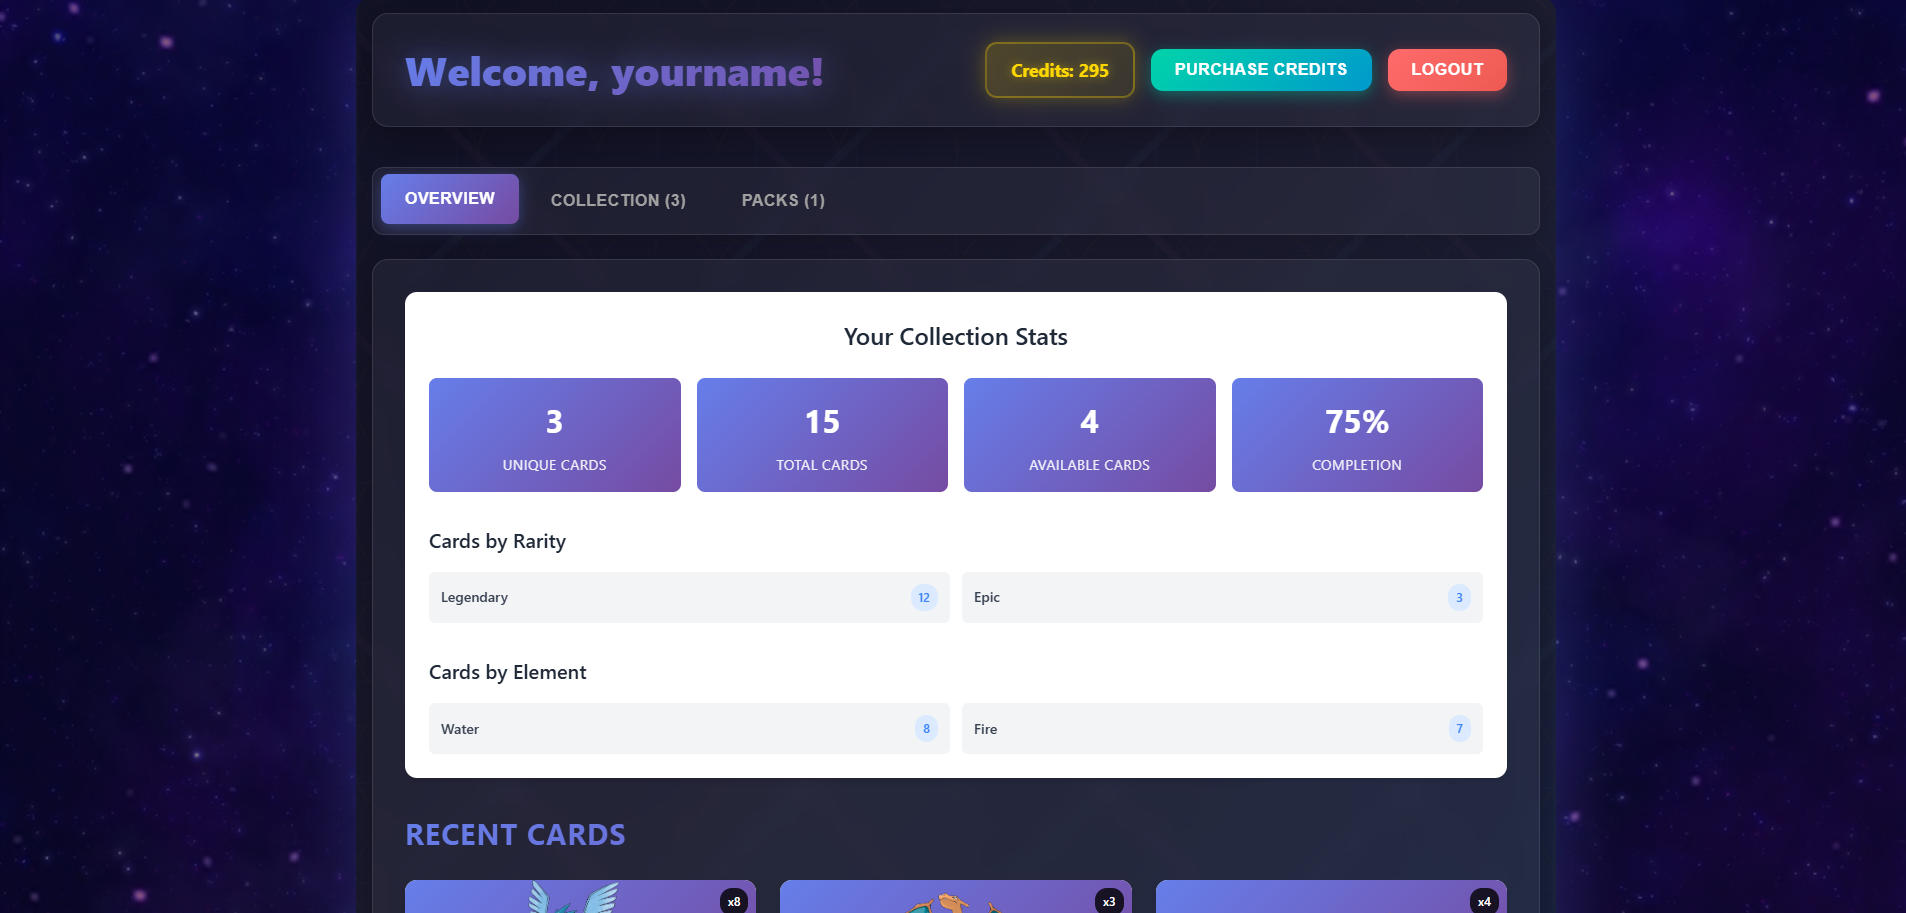 Welcome, yourname!
Credits: 295
PURCHASE CREDITS
LOGOUT
OVERVIEW
COLLECTION (3)
PACKS (1)
Your Collection Stats
3
UNIQUE CARDS
15
TOTAL CARDS
4
AVAILABLE CARDS
75%
COMPLETION
Cards by Rarity
Legendary
12
Epic
3
Cards by Element
Water
8
Fire
7
RECENT CARDS
x8
x3
x4